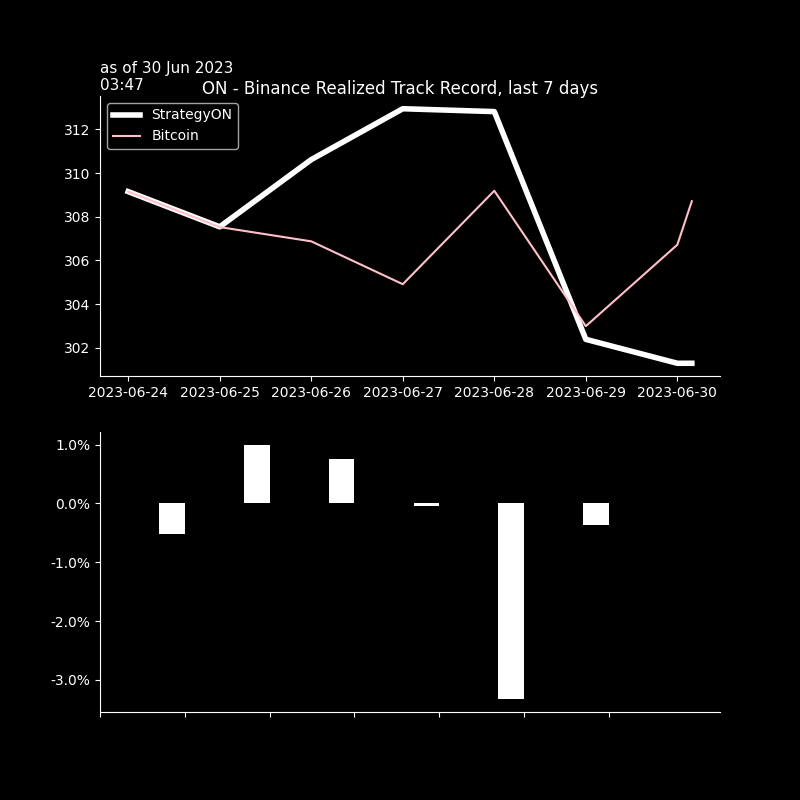 as of 30 Jun 2023
03:47
ON - Binance Realized Track Record, last 7 days
StrategyON
Bitcoin
312
310
308
306
304
302
2023-06-24 2023-06-25 2023-06-26 2023-06-27 2023-06-28 2023-06-29 2023-06-30
1.0%
0.0%
-1.0%
-2.0%
-3.0%